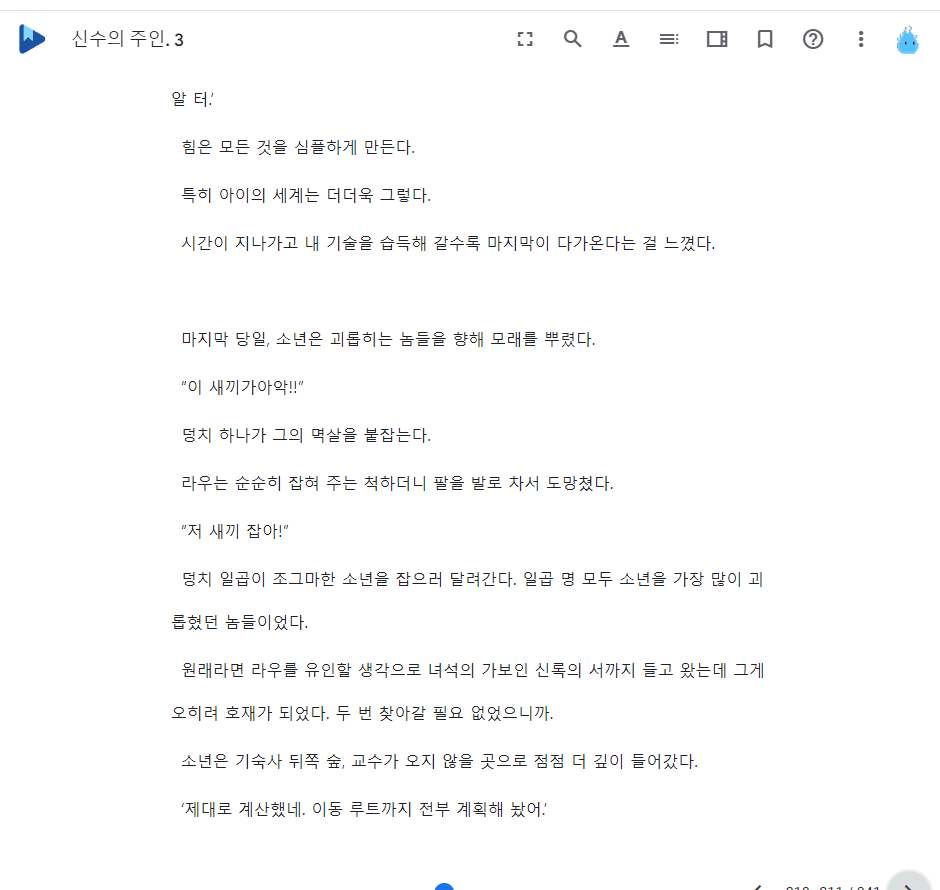 신수의 주인. 3
알 터.’
힘은 모든 것을 심플하게 만든다.
특히 아이의 세계는 더더욱 그렇다.
시간이 지나가고 내 기술을 습득해 갈수록 마지막이 다가온다는 걸 느꼈다.
마지막 당일, 소년은 괴롭히는 놈들을 향해 모래를 뿌렸다.
“이 새끼가아악!!”
덩치 하나가 그의 멱살을 붙잡는다.
라우는 순순히 잡혀 주는 척하더니 팔을 발로 차서 도망쳤다.
“저 새끼 잡아!”
덩치 일곱이 조그마한 소년을 잡으러 달려간다. 일곱 명 모두 소년을 가장 많이 괴
롭혔던 놈들이었다.
원래라면 라우를 유인할 생각으로 녀석의 가보인 신록의 서까지 들고 왔는데 그게
오히려 호재가 되었다. 두 번 찾아갈 필요 없었으니까.
소년은 기숙사 뒤쪽 숲, 교수가 오지 않을 곳으로 점점 더 깊이 들어갔다.
‘제대로 계산했네. 이동 루트까지 전부 계획해 놨어.’